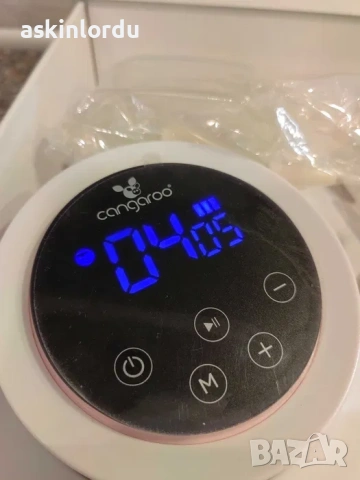 askinlordu
cangaroo®
04 05
−
+
M
BAZAR